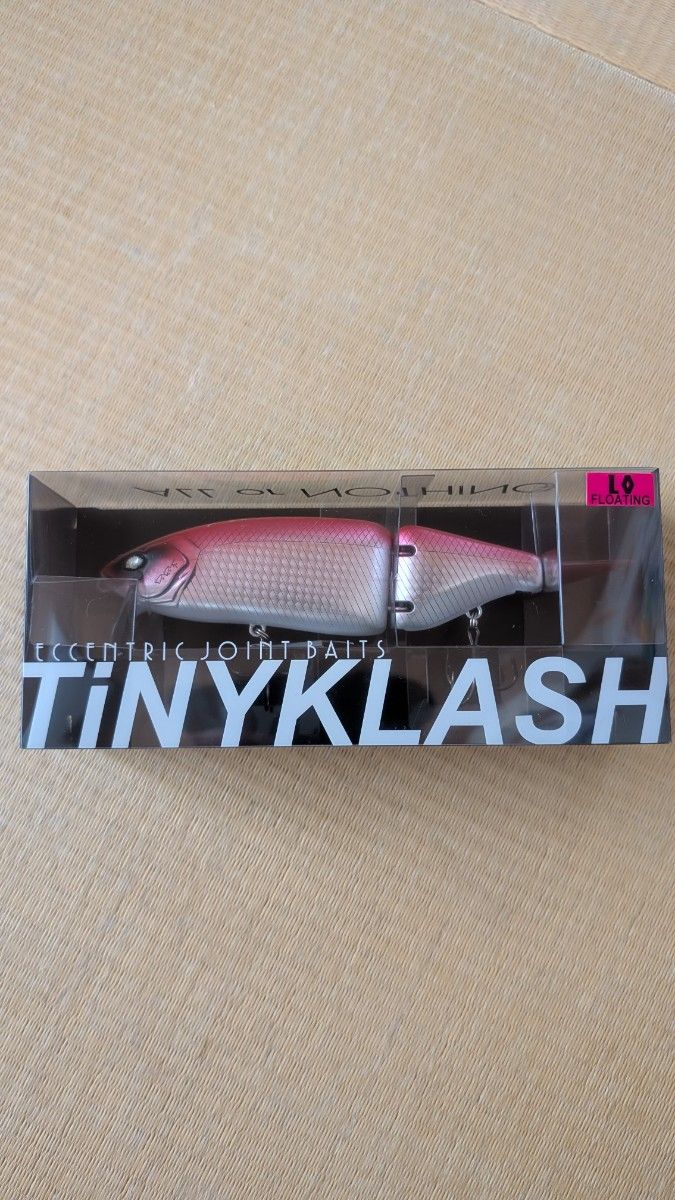 ALL or NOTHING
LO
FLOATING
ECCENTRIC JOINT BAITS
TiNYKLASH